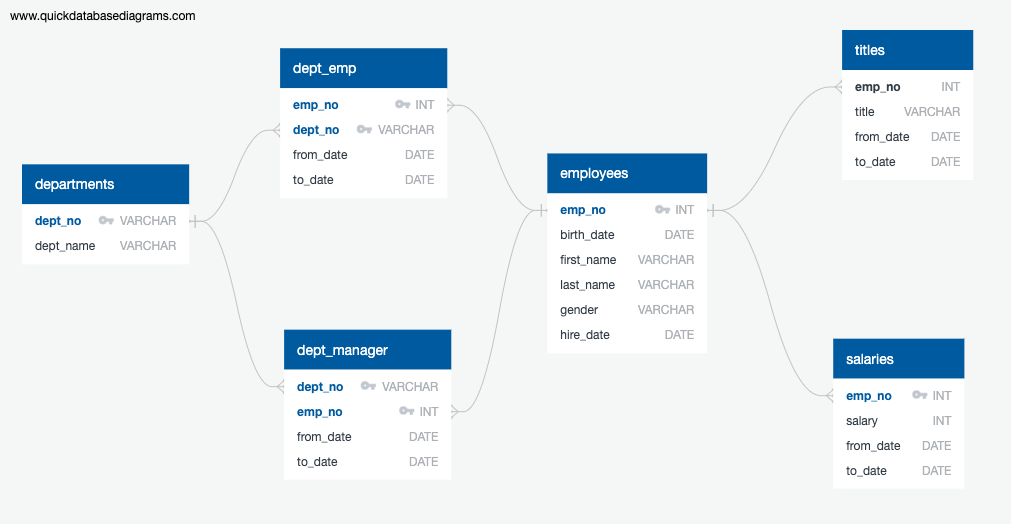 www.quickdatabasediagrams.com
departments
dept_no VARCHAR
dept_name VARCHAR
dept_emp
emp_no INT
dept_no VARCHAR
from_date DATE
to_date DATE
dept_manager
dept_no VARCHAR
emp_no INT
from_date DATE
to_date DATE
employees
emp_no INT
birth_date DATE
first_name VARCHAR
last_name VARCHAR
gender VARCHAR
hire_date DATE
titles
emp_no INT
title VARCHAR
from_date DATE
to_date DATE
salaries
emp_no INT
salary INT
from_date DATE
to_date DATE